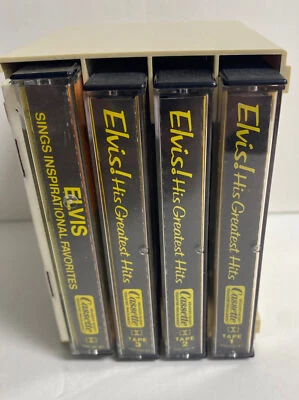 ELVIS
SINGS INSPIRATIONAL FAVORITES
Cassette
Elvis! His Greatest Hits
Cassette
TAPE 3
Elvis! His Greatest Hits
Cassette
TAPE 2
Elvis! His Greatest Hits
Cassette
TAPE 1